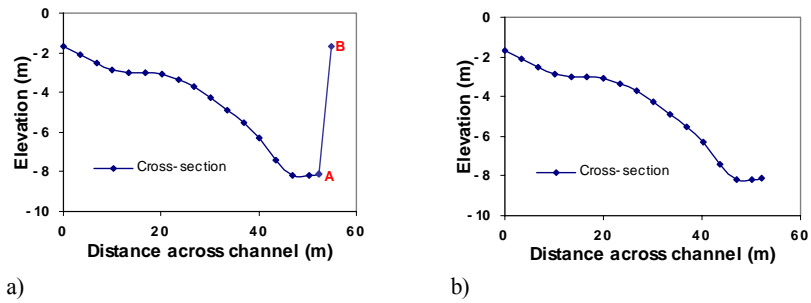 0
- 2
- 4
- 6
- 8
- 10
Elevation (m)
B
A
Cross- section
0 20 40 60
Distance across channel (m)
a)
0
- 2
- 4
- 6
- 8
- 10
Elevation (m)
Cross- section
0 20 40 60
Distance across channel (m)
b)